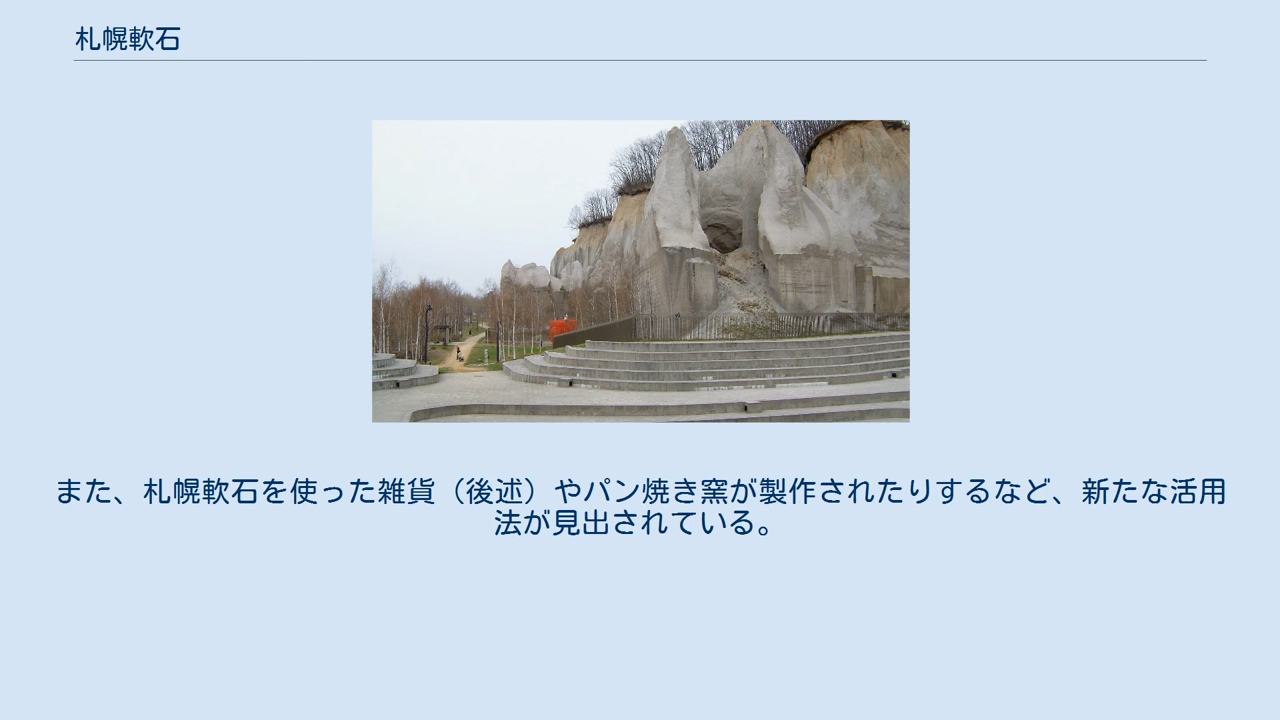 札幌軟石
また、札幌軟石を使った雑貨（後述）やパン焼き窯が製作されたりするなど、新たな活用
法が見出されている。